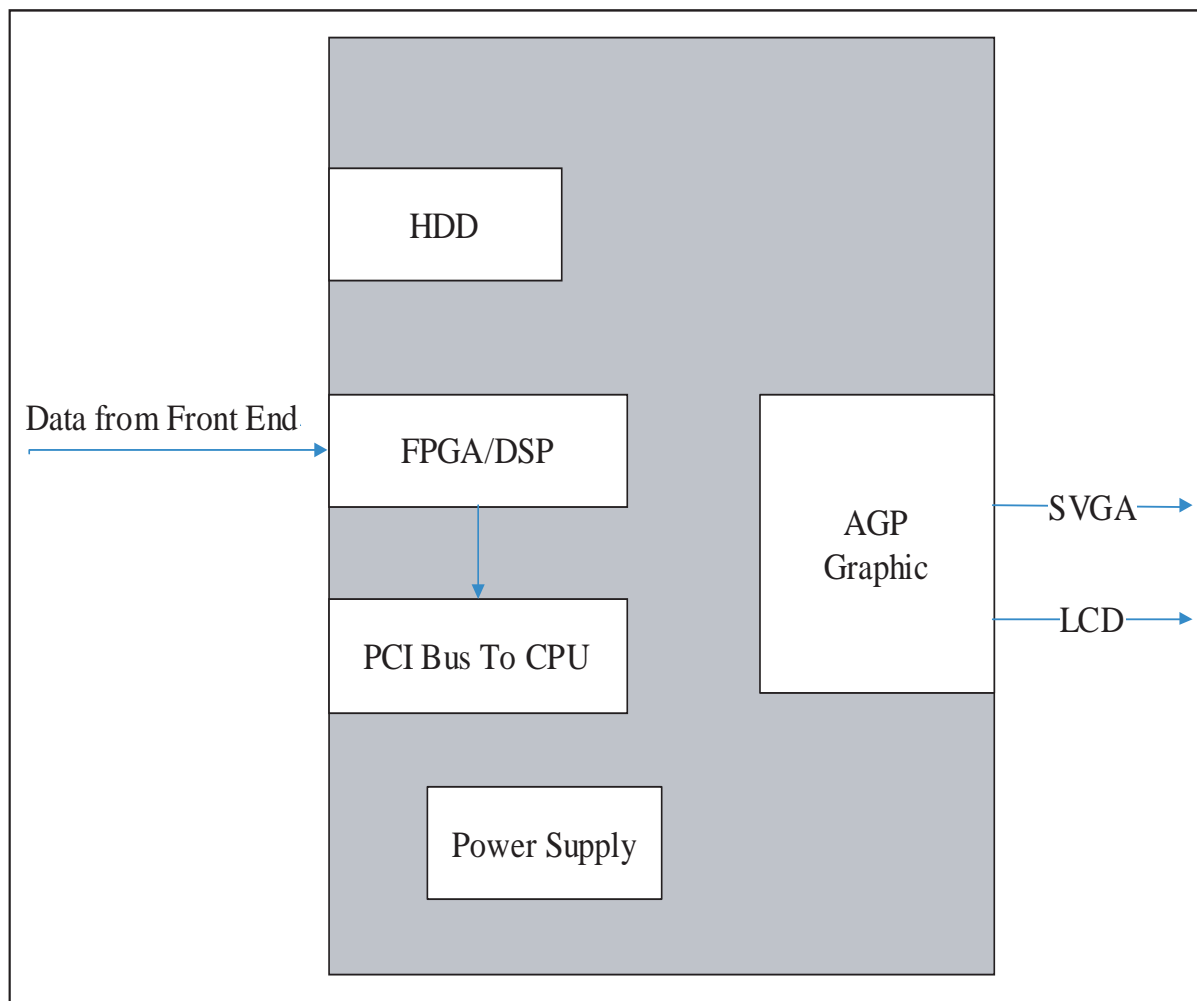 HDD
Data from Front End
FPGA/DSP
AGP
Graphic
SVGA
LCD
PCI Bus To CPU
Power Supply